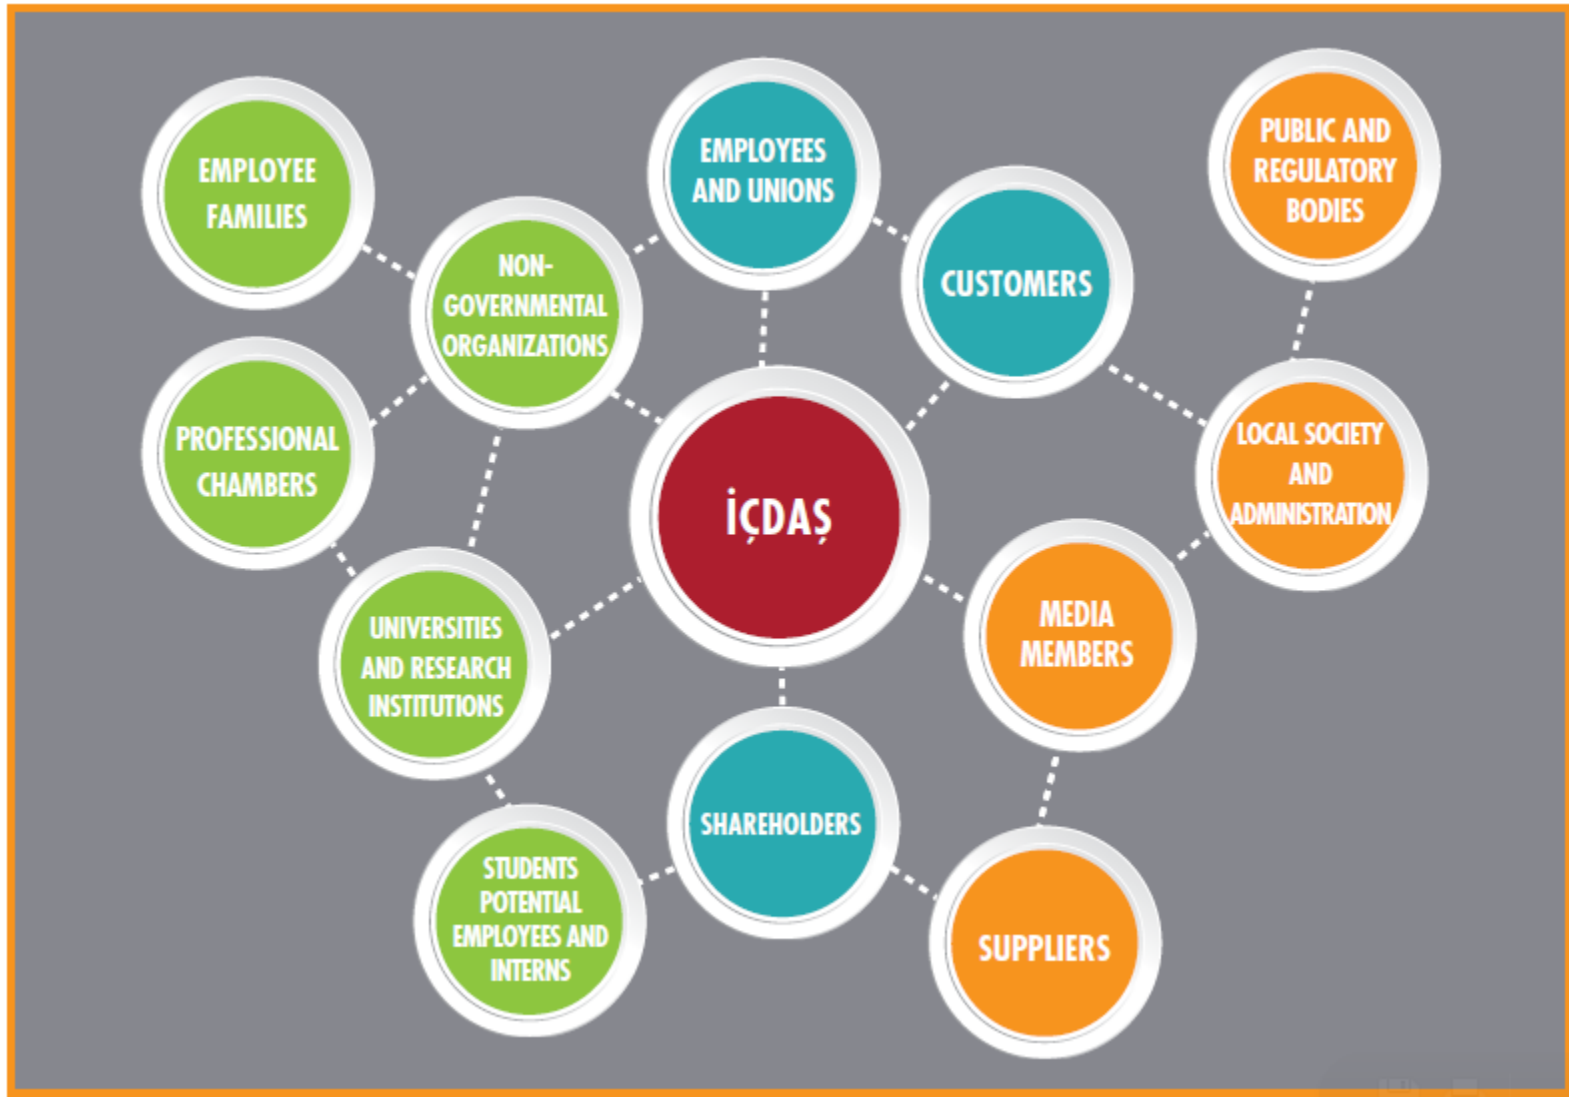 EMPLOYEE
FAMILIES
EMPLOYEES
AND UNIONS
PUBLIC AND
REGULATORY
BODIES
NON-
GOVERNMENTAL
ORGANIZATIONS
CUSTOMERS
PROFESSIONAL
CHAMBERS
İÇDAŞ
LOCAL SOCIETY
AND
ADMINISTRATION
UNIVERSITIES
AND RESEARCH
INSTITUTIONS
MEDIA
MEMBERS
SHAREHOLDERS
STUDENTS
POTENTIAL
EMPLOYEES AND
INTERNS
SUPPLIERS